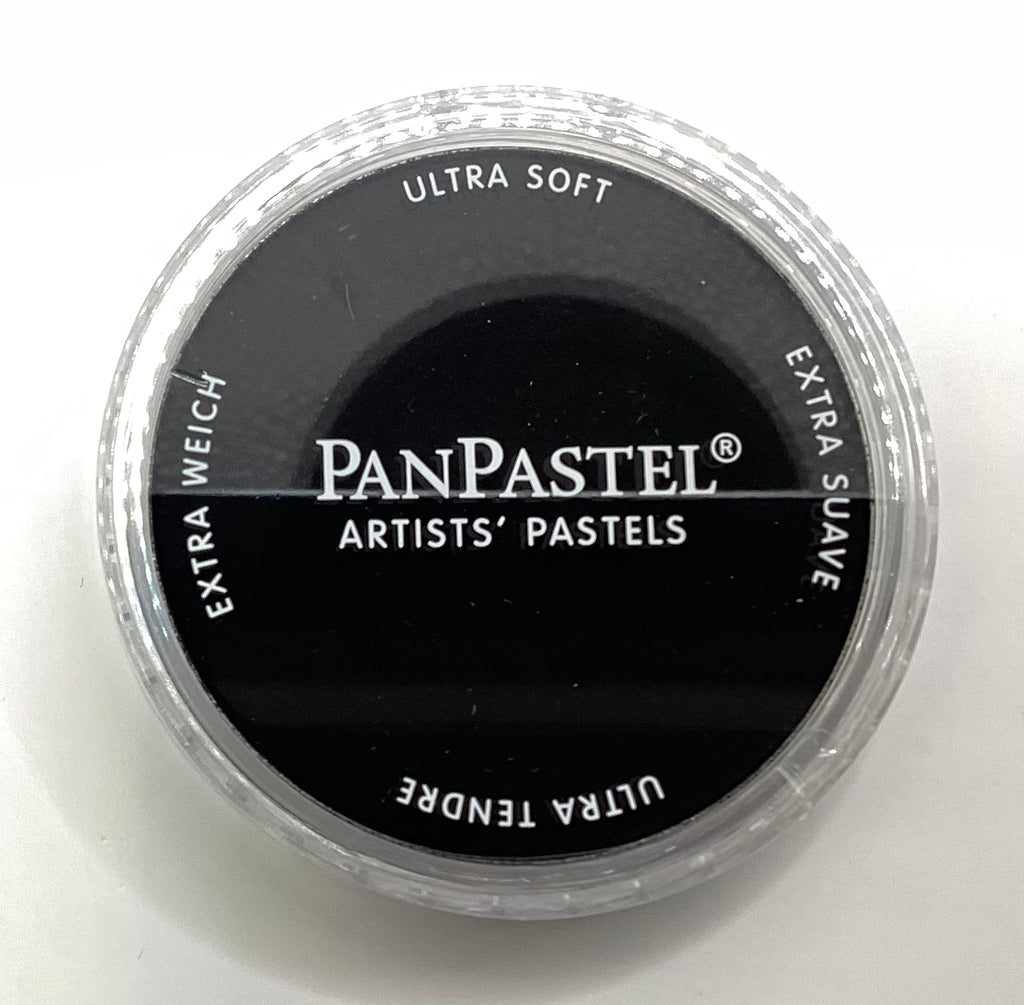 ULTRA SOFT
EXTRA WEICH
EXTRA SUAVE
PANPASTEL®
ARTISTS' PASTELS
ULTRA TENDRE